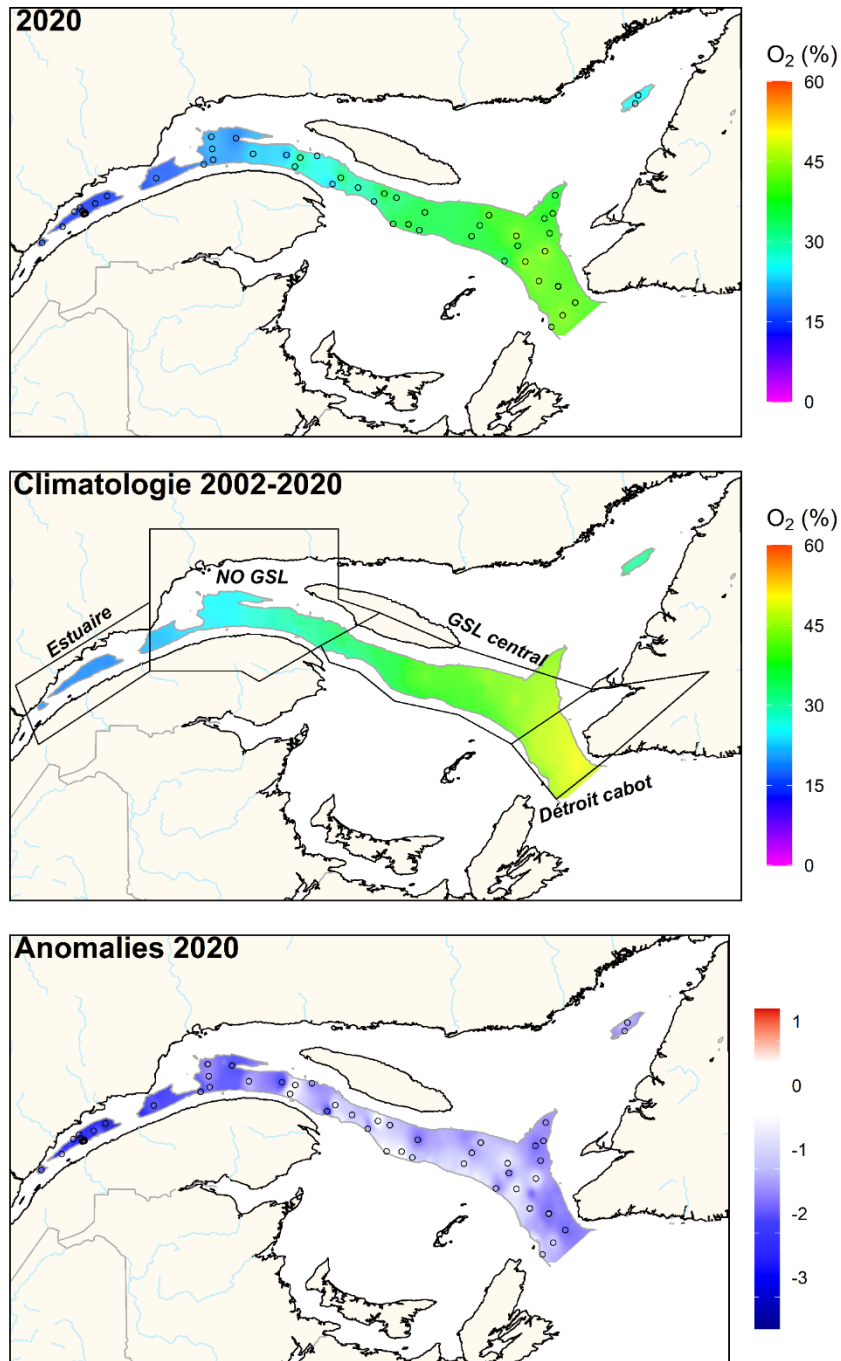 2020
O₂ (%)
60
45
30
15
0
Climatologie 2002-2020
O₂ (%)
NO GSL
Estuaire
GSL central
Détroit cabot
60
45
30
15
0
Anomalies 2020
1
0
-1
-2
-3